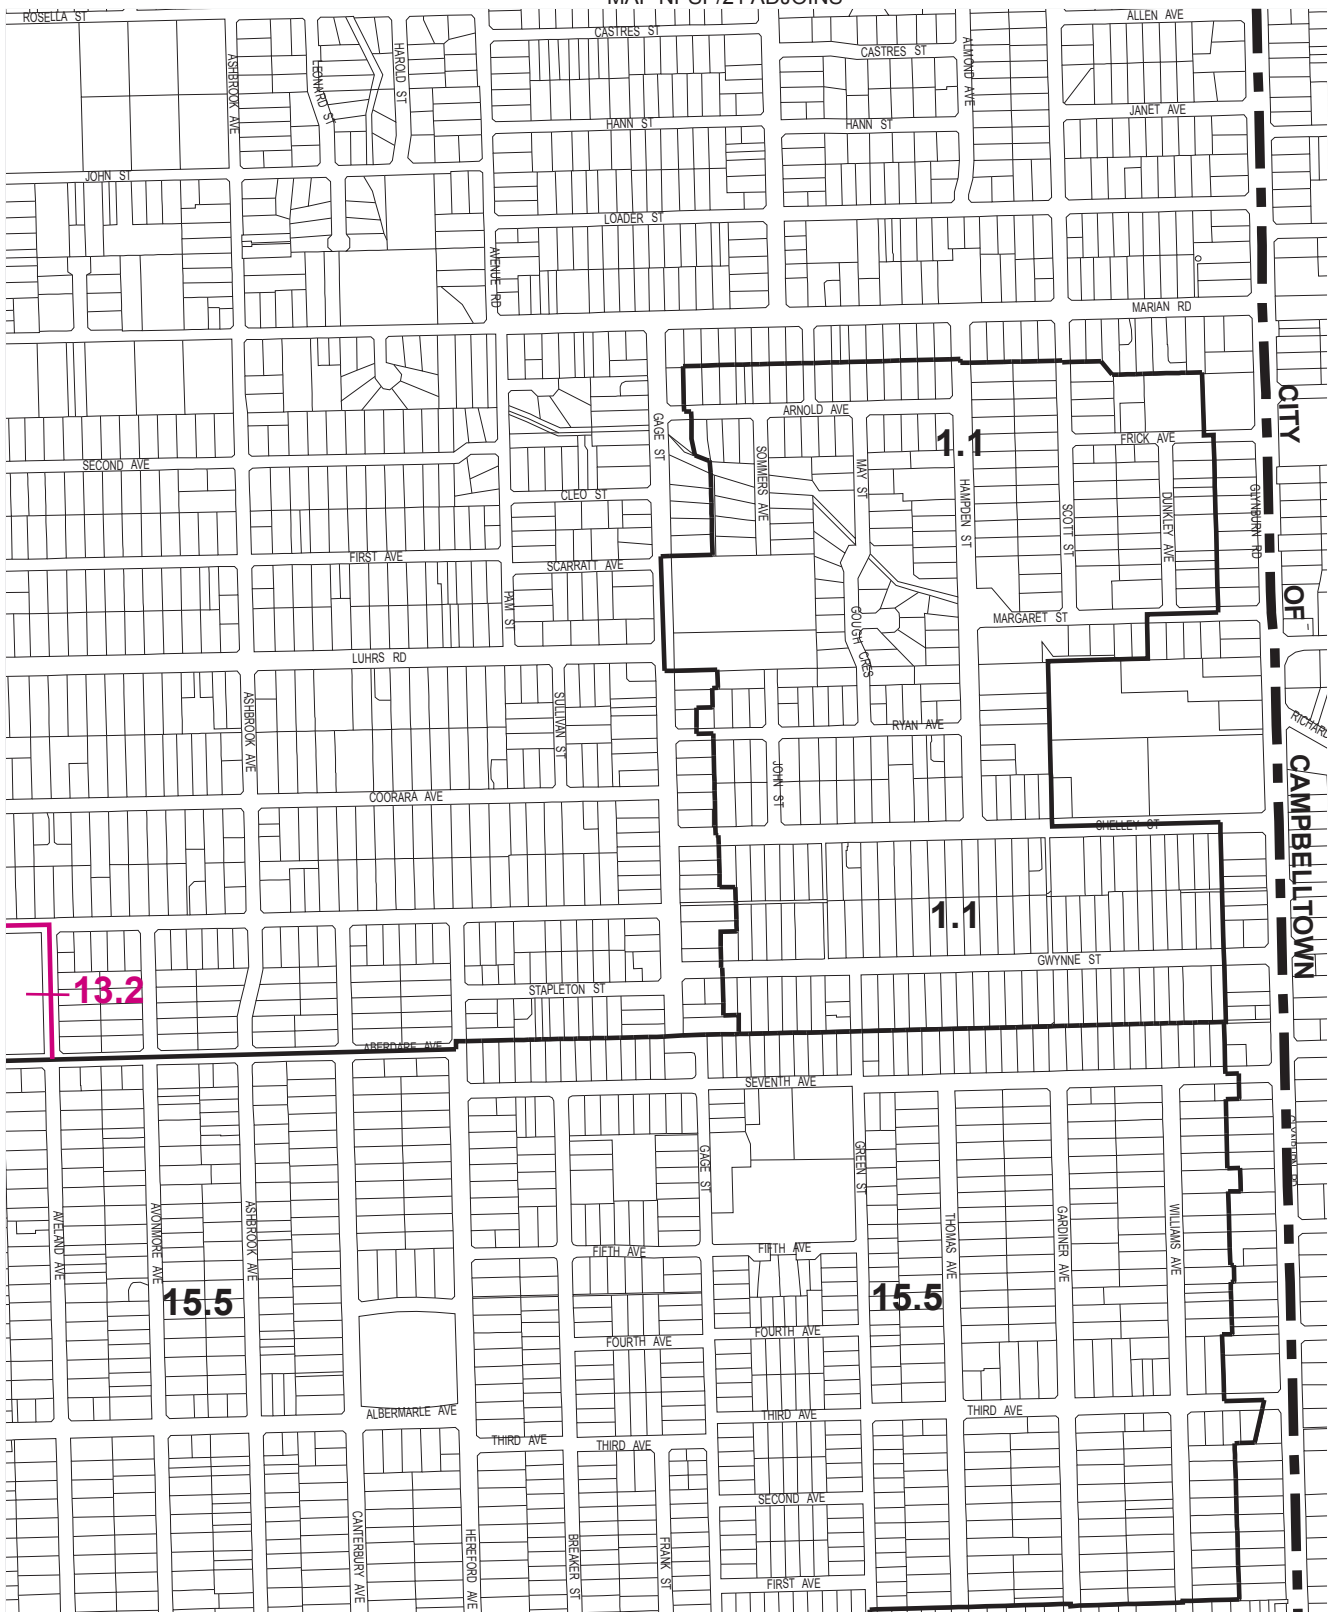 MAP NPSP/21 ADJOINS
ROSELLA ST
CASTRES ST
ALLEN AVE
CASTRES ST
ASHBROOK AVE
LEONARD ST
HAROLD ST
ALMOND AVE
JANET AVE
HANN ST
HANN ST
JOHN ST
LOADER ST
AVENUE RD
MARIAN RD
CITY
ARNOLD AVE
GAGE ST
1.1
FRICK AVE
SECOND AVE
SOMMERS AVE
MAY ST
CLEO ST
HAMPDEN ST
SCOTT ST
DUNKLEY AVE
GLYNBURN RD
FIRST AVE
SCARRATT AVE
PAM ST
OF
GOUGH CRES
MARGARET ST
LUHRS RD
ASHBROOK AVE
SULLIVAN ST
RYAN AVE
RICHARD
JOHN ST
CAMPBELLTOWN
COORARA AVE
SHELLEY ST
1.1
GWYNNE ST
13.2
STAPLETON ST
ABERDARE AVE
SEVENTH AVE
GAGE ST
GREEN ST
GLYNBURN RD
AVELAND AVE
AVONMORE AVE
ASHBROOK AVE
THOMAS AVE
GARDINER AVE
WILLIAMS AVE
FIFTH AVE
FIFTH AVE
15.5
15.5
FOURTH AVE
FOURTH AVE
ALBERMARLE AVE
THIRD AVE
THIRD AVE
THIRD AVE
THIRD AVE
SECOND AVE
CANTERBURY AVE
HEREFORD AVE
BREAKER ST
FRANK ST
FIRST AVE